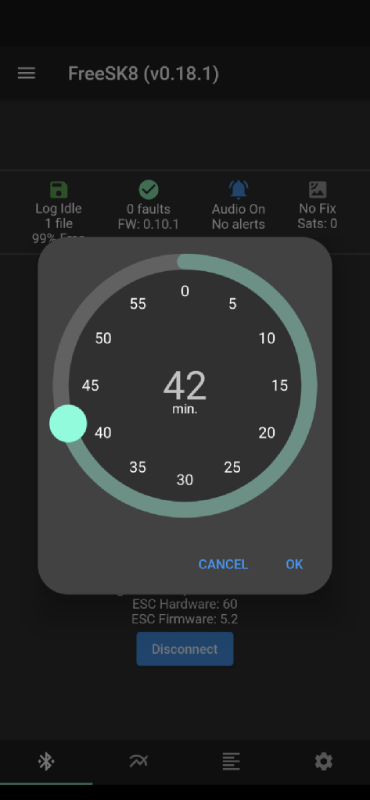 FreeSK8 (v0.18.1)
Log Idle
1 file
99% Free
0 faults
FW: 0.10.1
Audio On
No alerts
No Fix
Sats: 0
0
5
10
15
20
25
30
35
40
45
50
55
42
min.
CANCEL
OK
ESC Hardware: 60
ESC Firmware: 5.2
Disconnect